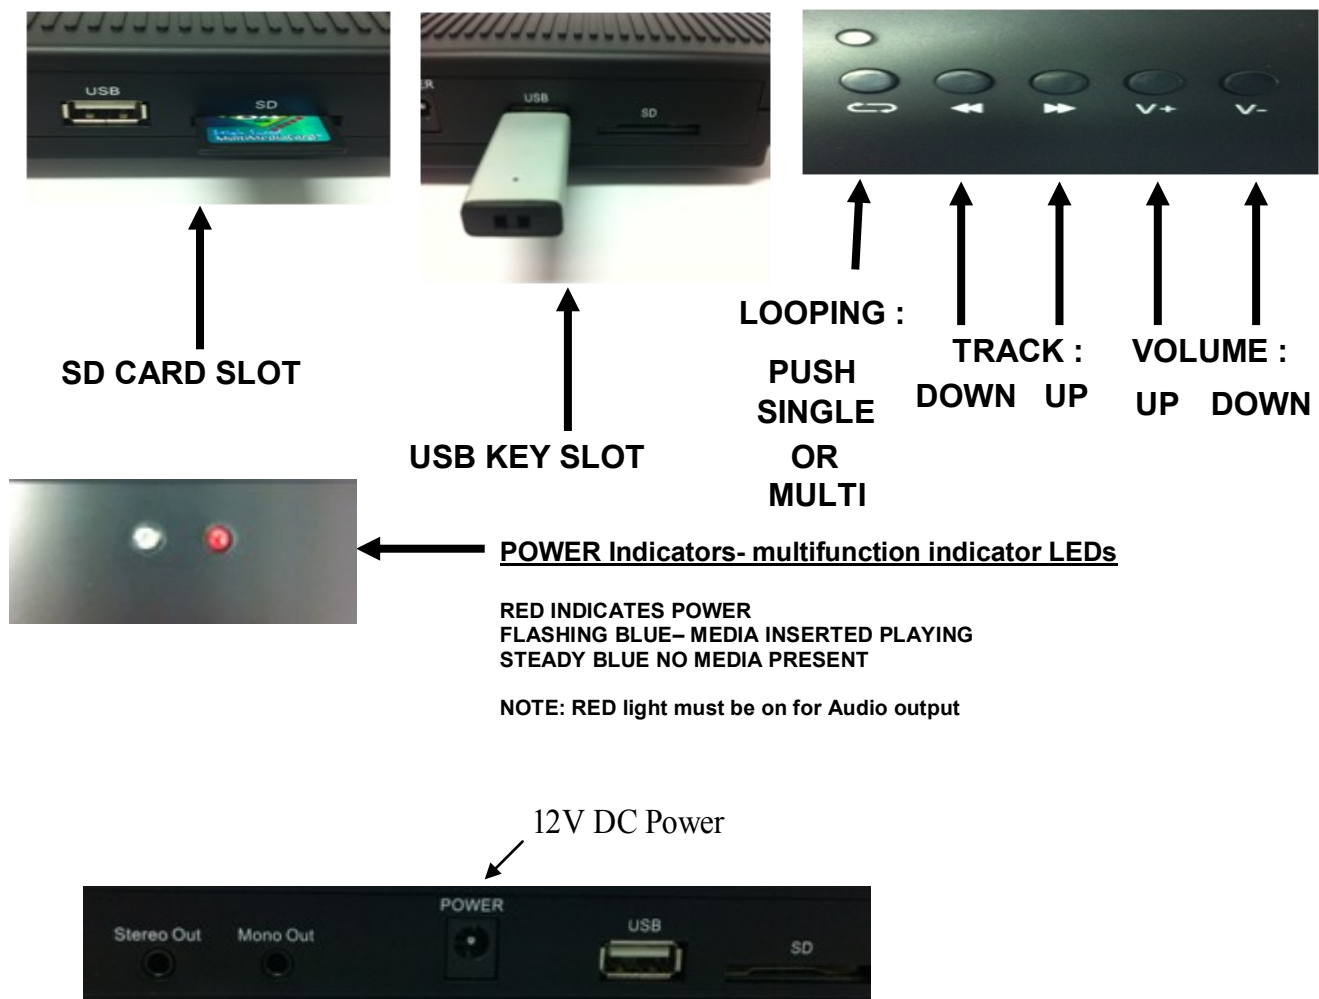 USB
SD
MultiMediaCard
USB
SD
V+
V-
SD CARD SLOT
USB KEY SLOT
LOOPING :
PUSH
SINGLE
OR
MULTI
TRACK :
DOWN UP
VOLUME :
UP DOWN
POWER Indicators- multifunction indicator LEDs
RED INDICATES POWER
FLASHING BLUE– MEDIA INSERTED PLAYING
STEADY BLUE NO MEDIA PRESENT
NOTE: RED light must be on for Audio output
12V DC Power
Stereo Out
Mono Out
POWER
USB
SD